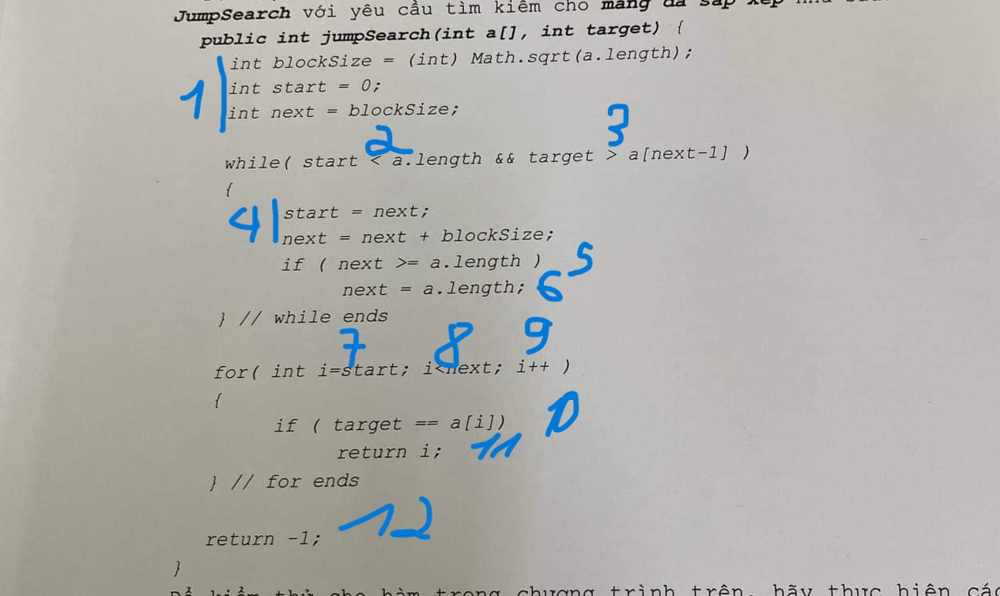 JumpSearch với yêu cầu tìm kiếm cho mảng đã sắp xếp
public int jumpSearch(int a[], int target) {
1 int blockSize = (int) Math.sqrt(a.length);
int start = 0;
int next = blockSize;
2 3
while( start < a.length && target > a[next-1] )
{
4 start = next;
next = next + blockSize;
if ( next >= a.length ) 5
next = a.length; 6
} // while ends
7 8 9
for( int i=start; i<next; i++ )
{
if ( target == a[i]) 10
return i; 11
} // for ends
return -1; 12
}
Để kiểm thử cho hàm trong chương trình trên, hãy thực hiện